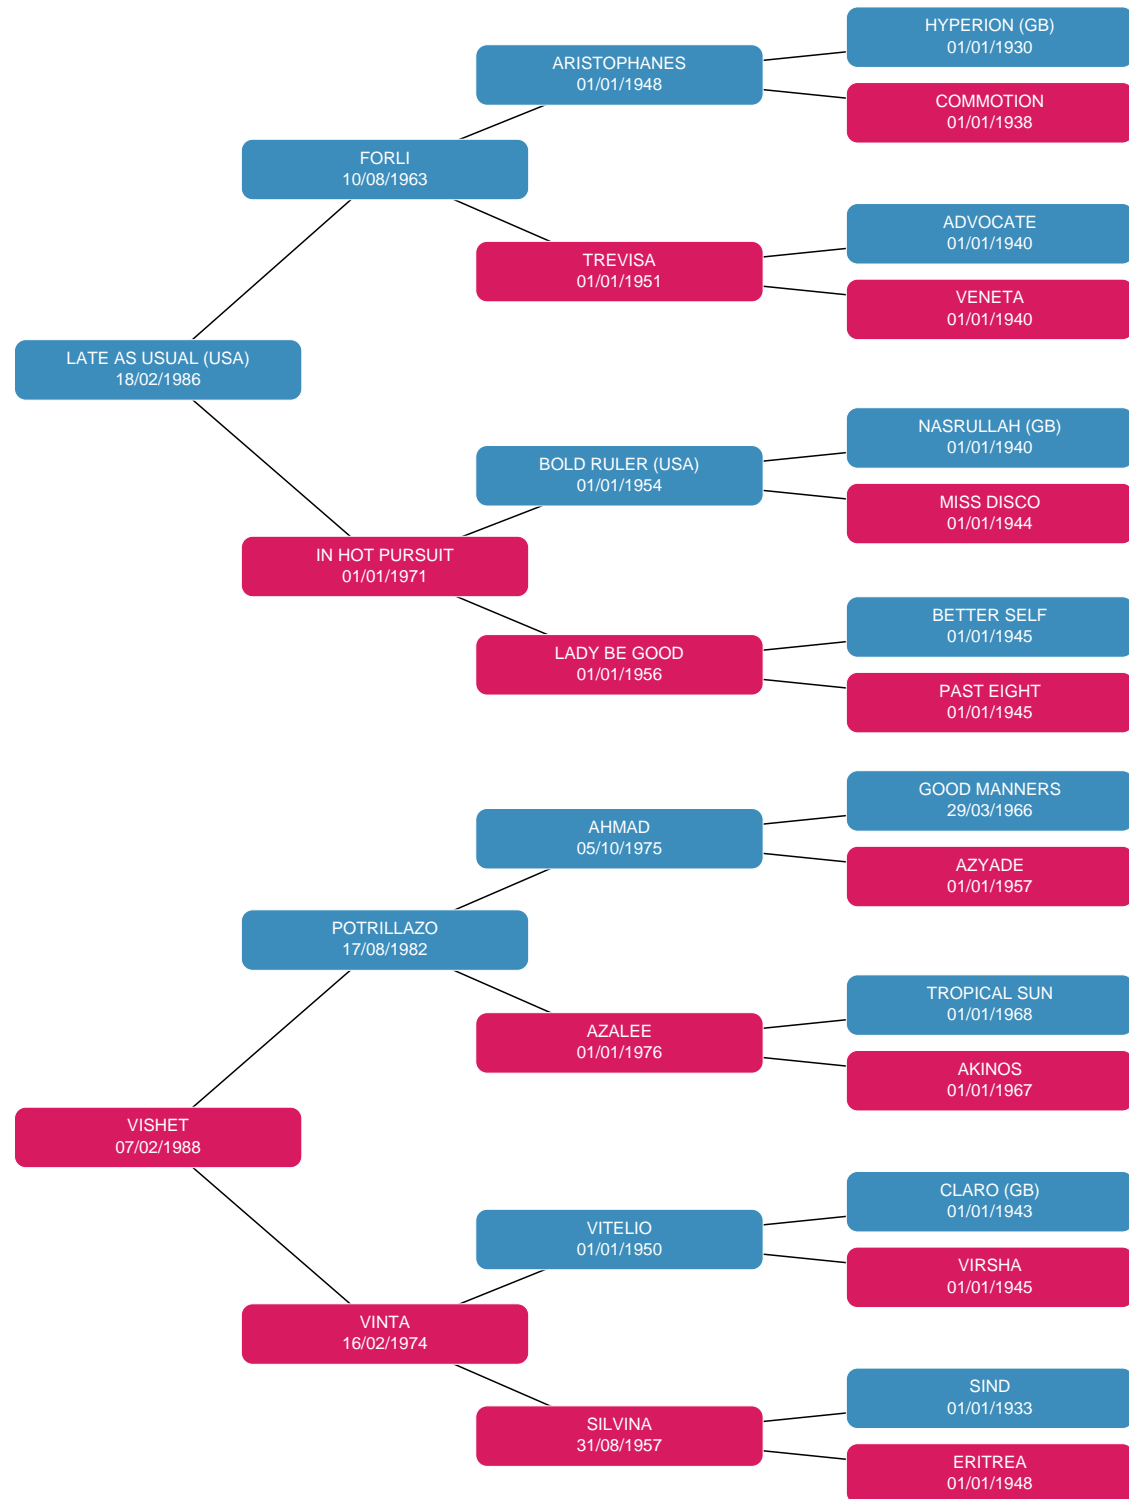 HYPERION (GB)
01/01/1930
ARISTOPHANES
01/01/1948
COMMOTION
01/01/1938
FORLI
10/08/1963
ADVOCATE
01/01/1940
TREVISA
01/01/1951
VENETA
01/01/1940
LATE AS USUAL (USA)
18/02/1986
NASRULLAH (GB)
01/01/1940
BOLD RULER (USA)
01/01/1954
MISS DISCO
01/01/1944
IN HOT PURSUIT
01/01/1971
BETTER SELF
01/01/1945
LADY BE GOOD
01/01/1956
PAST EIGHT
01/01/1945
GOOD MANNERS
29/03/1966
AHMAD
05/10/1975
AZYADE
01/01/1957
POTRILLAZO
17/08/1982
TROPICAL SUN
01/01/1968
AZALEE
01/01/1976
AKINOS
01/01/1967
VISHET
07/02/1988
CLARO (GB)
01/01/1943
VITELIO
01/01/1950
VIRSHA
01/01/1945
VINTA
16/02/1974
SIND
01/01/1933
SILVINA
31/08/1957
ERITREA
01/01/1948